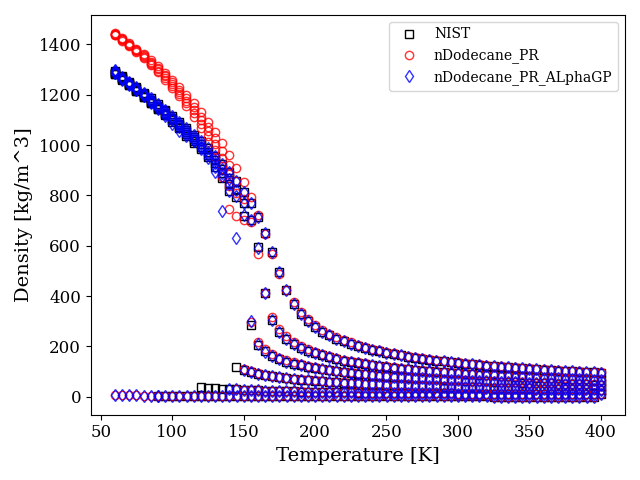 1400
1200
1000
800
600
400
200
0
Density [kg/m^3]
NIST
nDodecane_PR
nDodecane_PR_ALphaGP
50 100 150 200 250 300 350 400
Temperature [K]